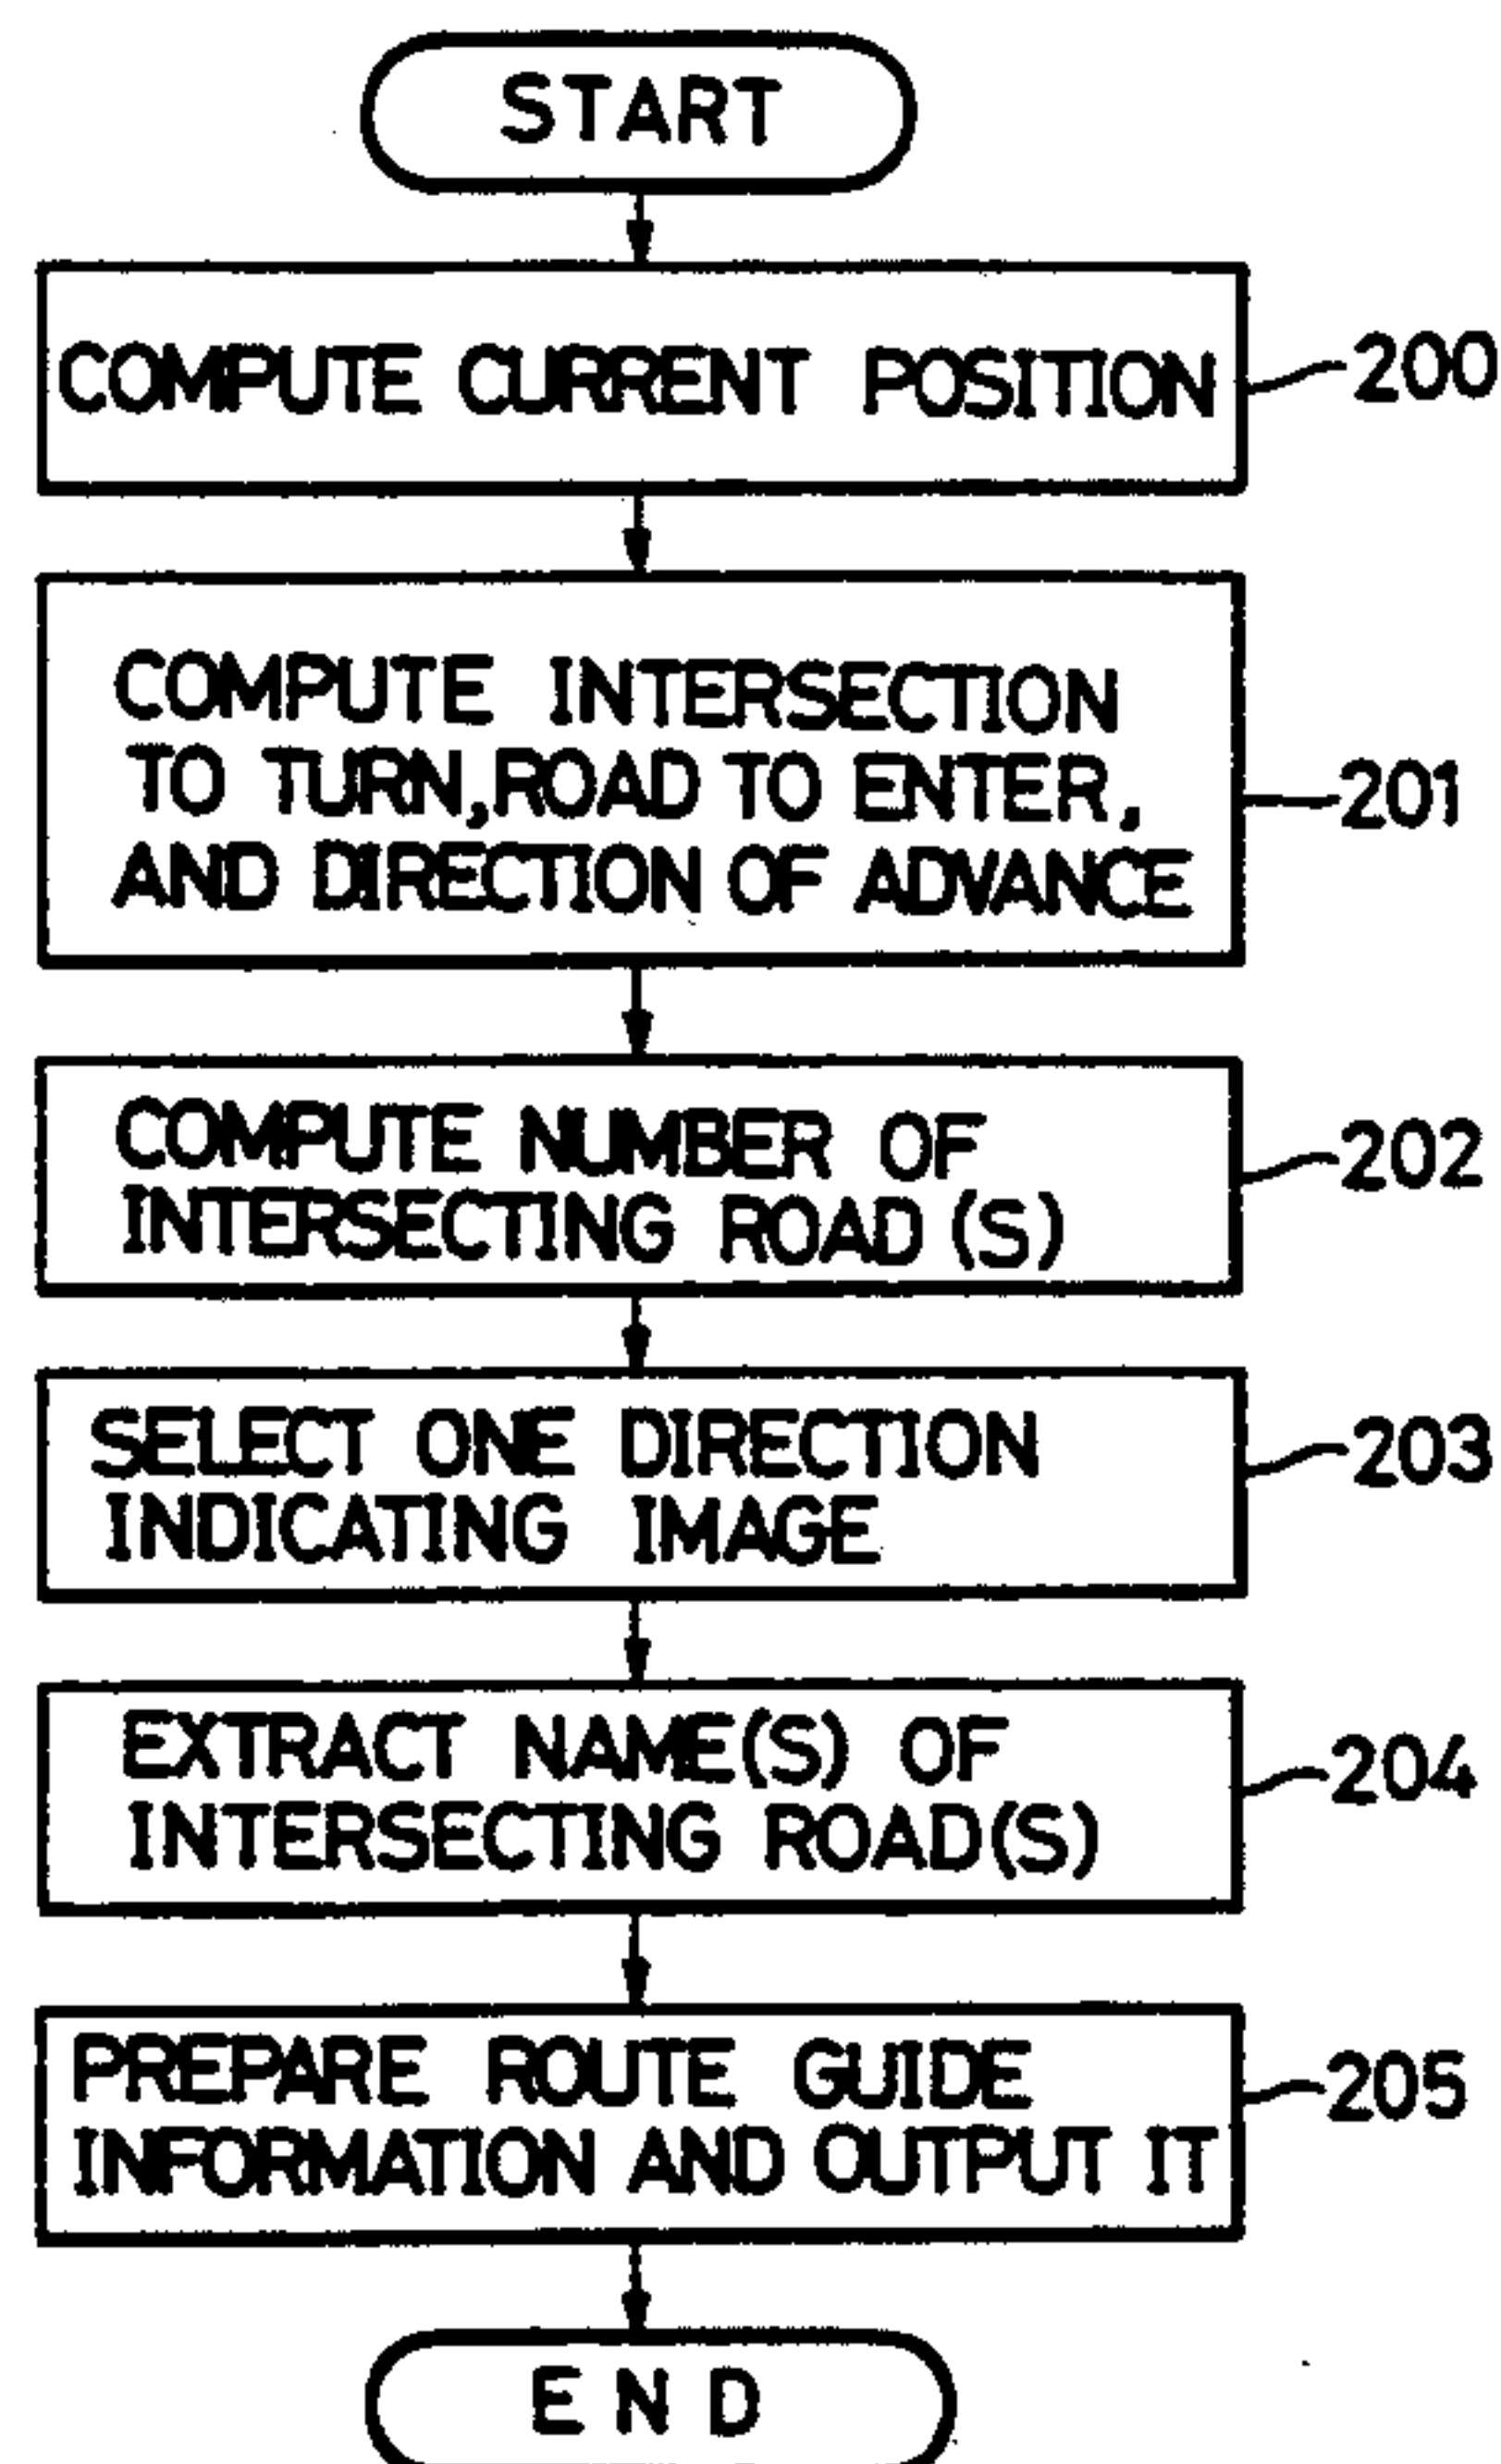 START
COMPUTE CURRENT POSITION
200
COMPUTE INTERSECTION
TO TURN,ROAD TO ENTER,
AND DIRECTION OF ADVANCE
201
COMPUTE NUMBER OF
INTERSECTING ROAD(S)
202
SELECT ONE DIRECTION
INDICATING IMAGE
203
EXTRACT NAME(S) OF
INTERSECTING ROAD(S)
204
PREPARE ROUTE GUIDE
INFORMATION AND OUTPUT IT
205
END